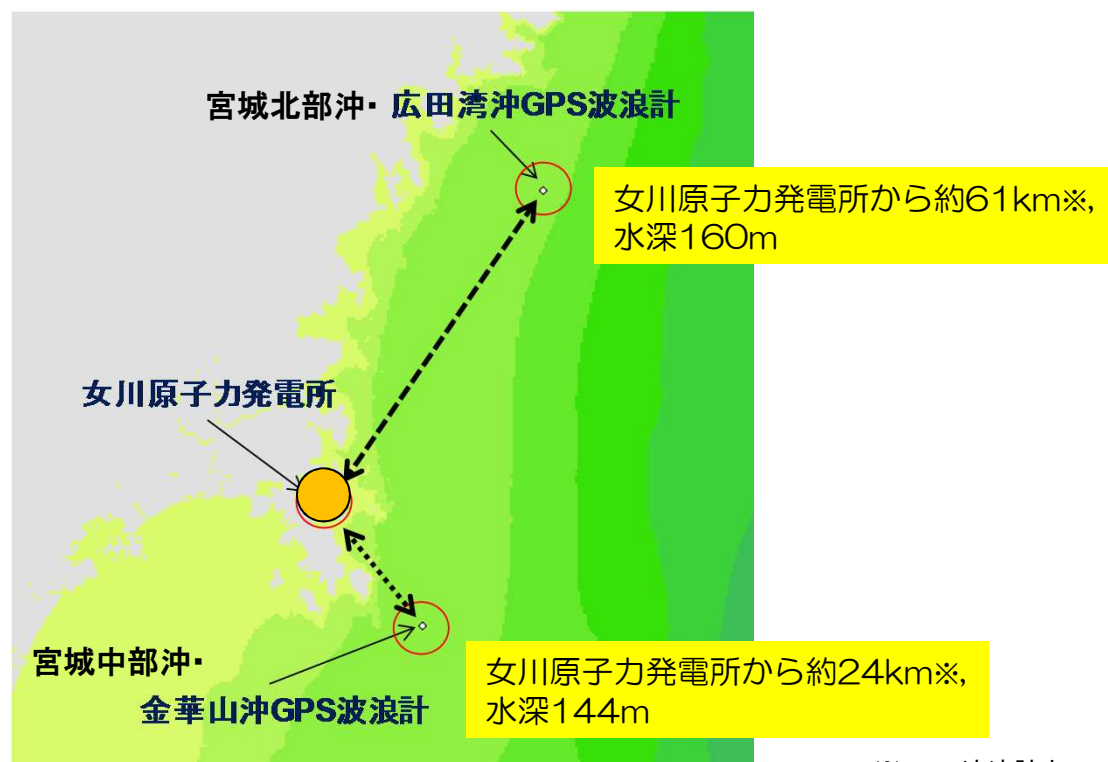 宮城北部沖・ 広田湾沖GPS波浪計
女川原子力発電所から約61km※,
水深160m
女川原子力発電所
宮城中部沖・
金華山沖GPS波浪計
女川原子力発電所から約24km※,
水深144m